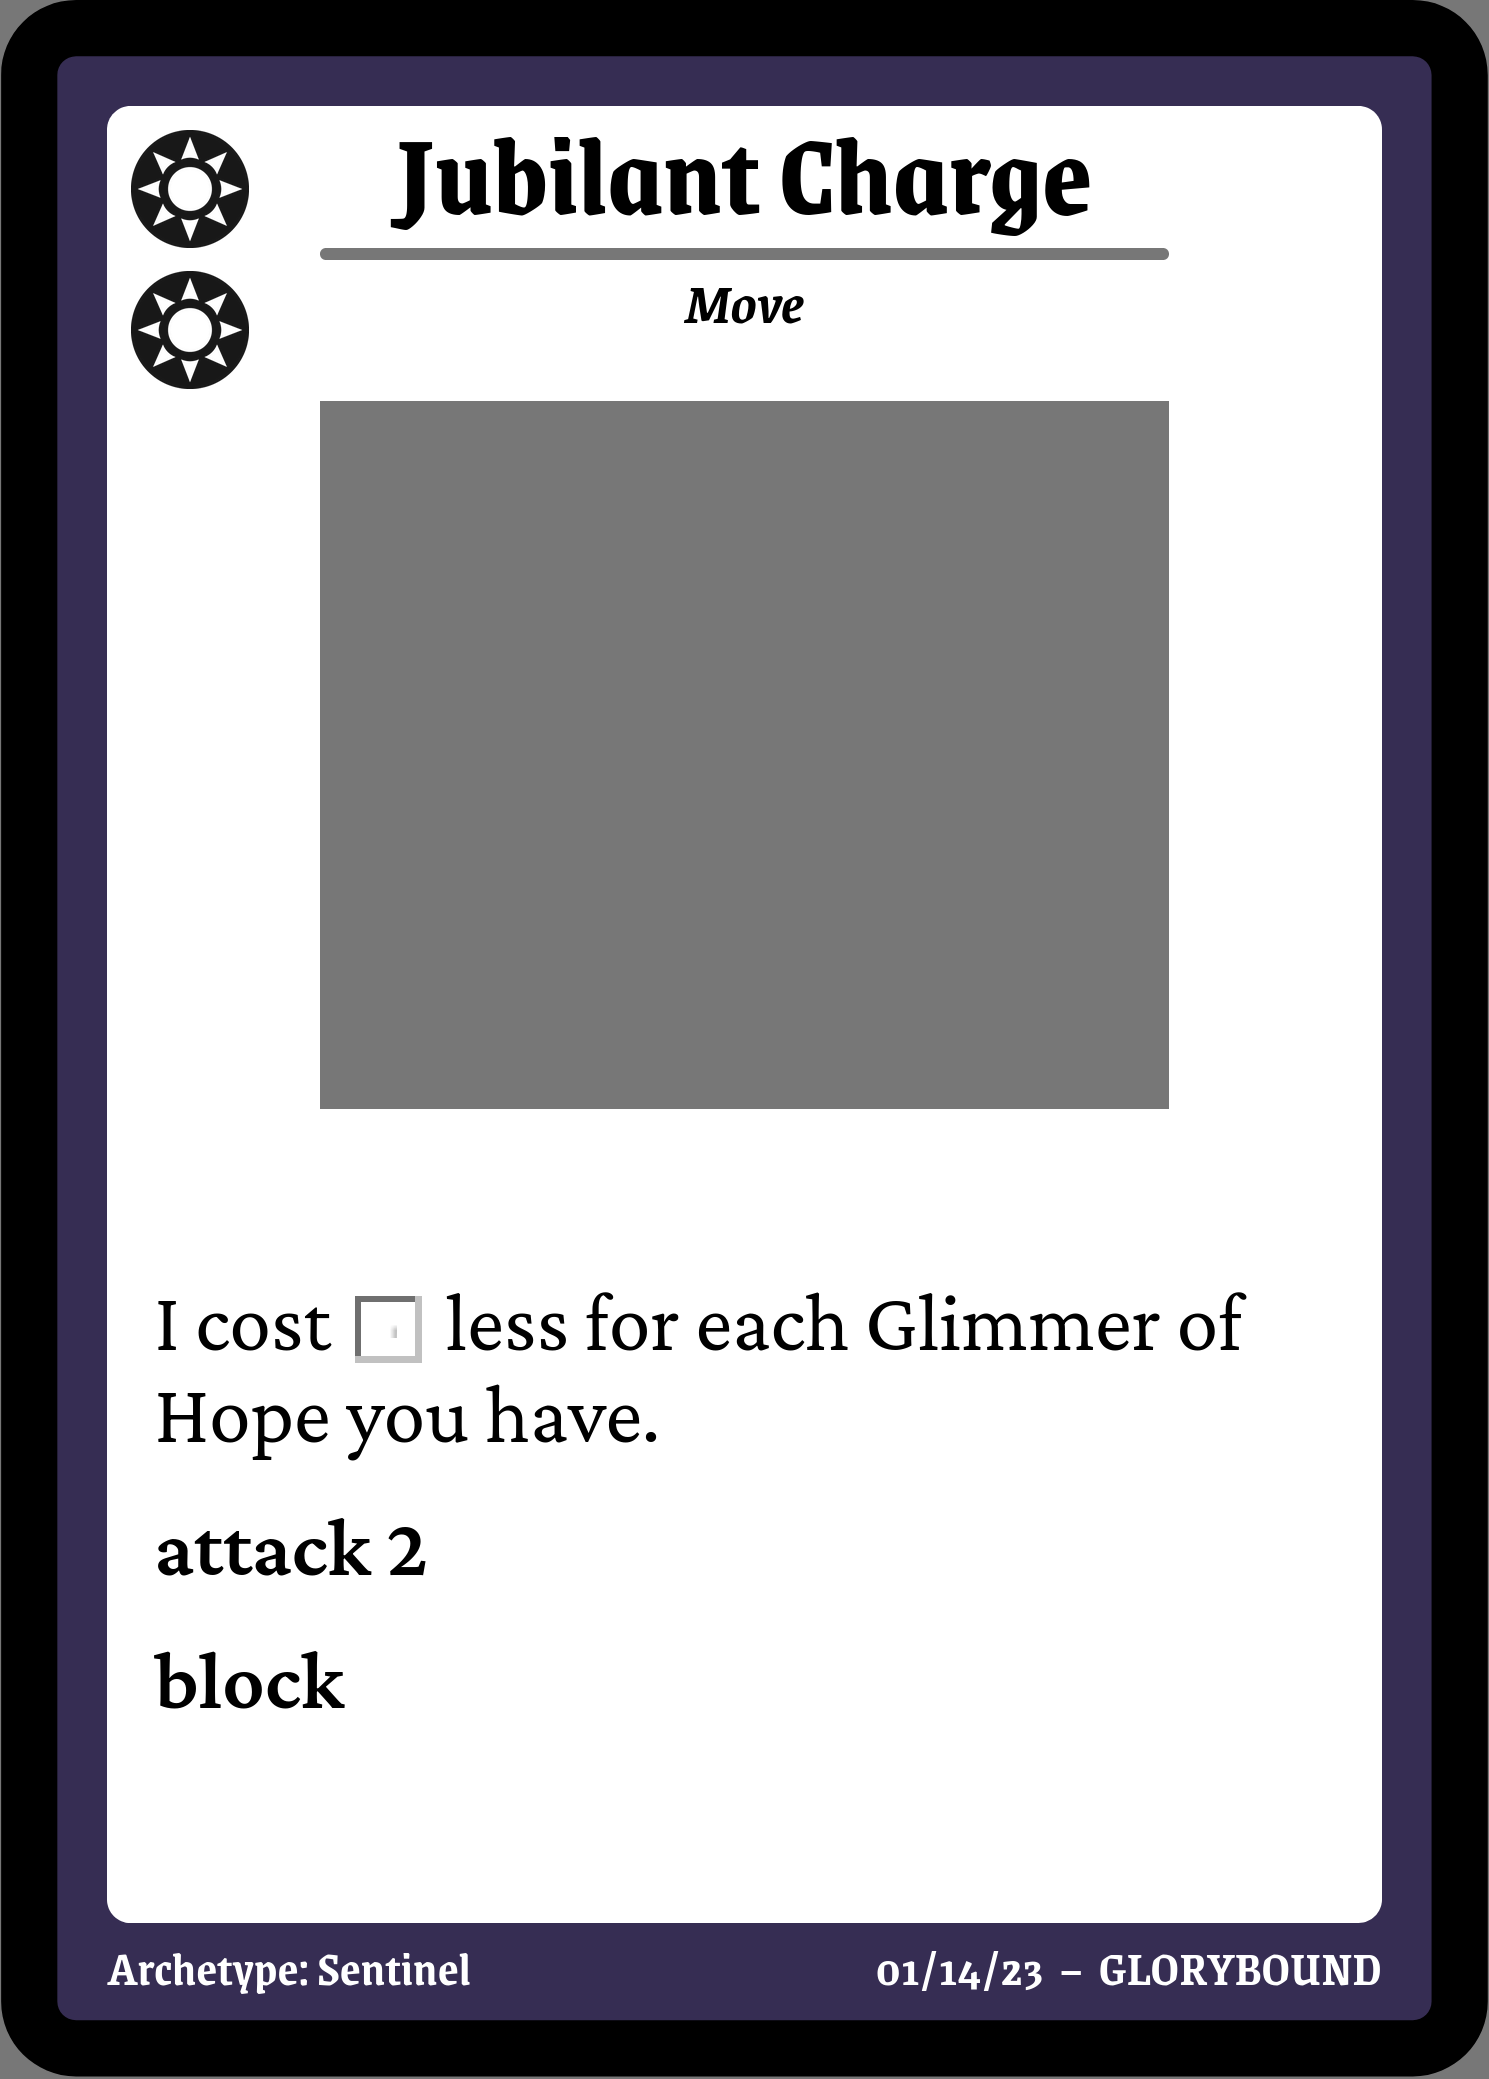 Jubilant Charge
Move
I cost less for each Glimmer of
Hope you have.
attack 2
block
Archetype: Sentinel
01/14/23 – GLORYBOUND